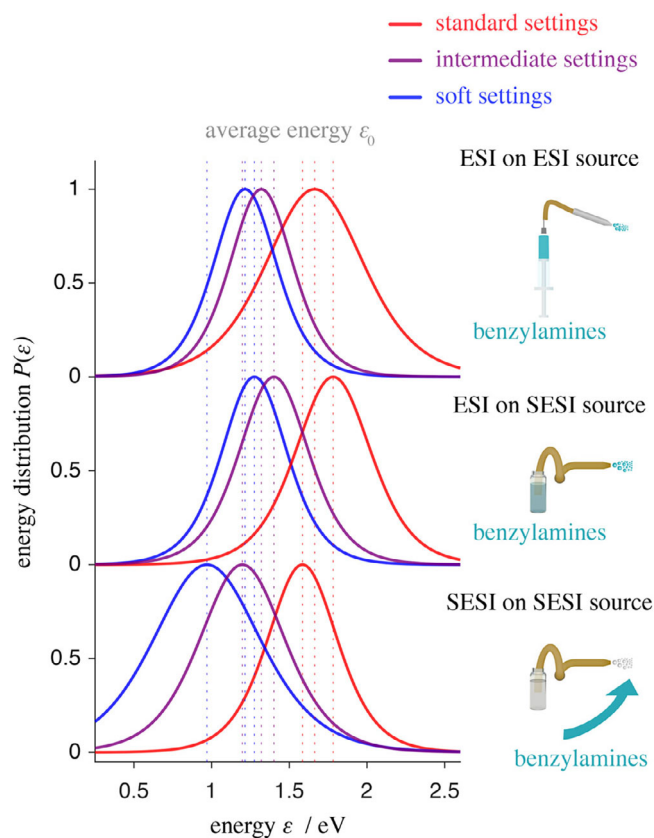 standard settings
intermediate settings
soft settings
average energy ε₀
ESI on ESI source
1
0.5
0
benzylamines
ESI on SESI source
0.5
0
benzylamines
SESI on SESI source
0.5
0
benzylamines
energy distribution P(ε)
0.5 1 1.5 2 2.5
energy ε / eV